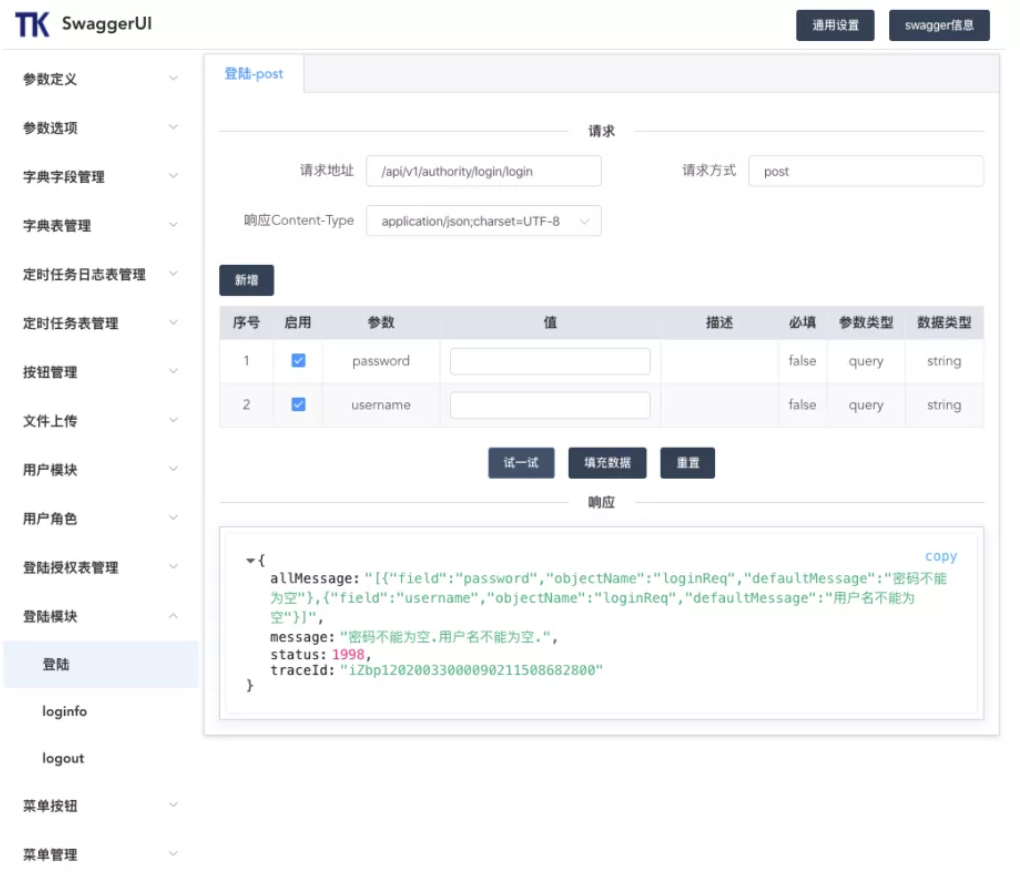 TK SwaggerUI
通用设置
swagger信息
参数定义
参数选项
字典字段管理
字典表管理
定时任务日志表管理
定时任务表管理
按钮管理
文件上传
用户模块
用户角色
登陆授权表管理
登陆模块
登陆
loginfo
logout
菜单按钮
菜单管理
登陆-post
请求
请求地址 /api/v1/authority/login/login 请求方式 post
响应Content-Type application/json;charset=UTF-8
新增
序号 启用 参数 值 描述 必填 参数类型 数据类型
1 password false query string
2 username false query string
试一试 填充数据 重置
响应
copy
{
allMessage: "[{"field":"password","objectName":"loginReq","defaultMessage":"密码不能
为空"},{"field":"username","objectName":"loginReq","defaultMessage":"用户名不能为
空"}]",
message: "密码不能为空.用户名不能为空.",
status: 1998,
traceId: "iZbp12020033000090211508682800"
}